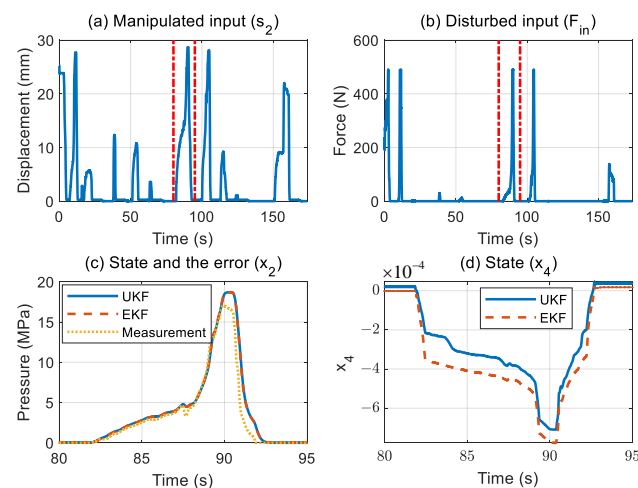 (a) Manipulated input (s2)
Displacement (mm)
30
20
10
0
0 50 100 150
Time (s)
(b) Disturbed input (Fin)
Force (N)
600
400
200
0
0 50 100 150
Time (s)
(c) State and the error (x2)
Pressure (MPa)
20
15
10
5
0
UKF
EKF
Measurement
80 85 90 95
Time (s)
(d) State (x4)
×10⁻⁴
x4
0
-2
-4
-6
UKF
EKF
80 85 90 95
Time (s)